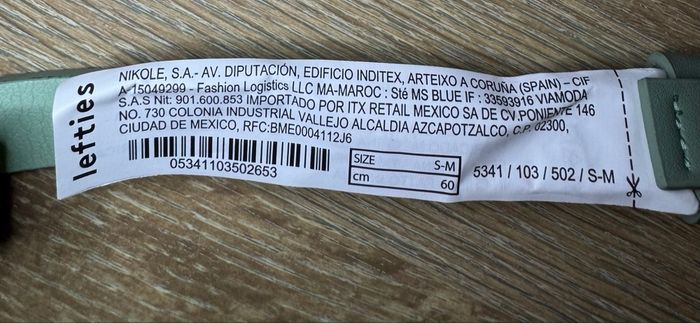 lefties
NIKOLE, S.A.- AV. DIPUTACIÓN, EDIFICIO INDITEX, ARTEIXO A CORUÑA (SPAIN) – CIF
A-15049299 - Fashion Logistics LLC MA-MAROC : Sté MS BLUE IF : 33593916 VIAMODA
S.A.S Nit: 901.600.853 IMPORTADO POR ITX RETAIL MEXICO SA DE CV.PONIENTE 146
NO. 730 COLONIA INDUSTRIAL VALLEJO ALCALDIA AZCAPOTZALCO, C.P. 02300,
CIUDAD DE MEXICO, RFC:BME0004112J6
05341103502653
SIZE S-M
cm 60
5341 / 103 / 502 / S-M